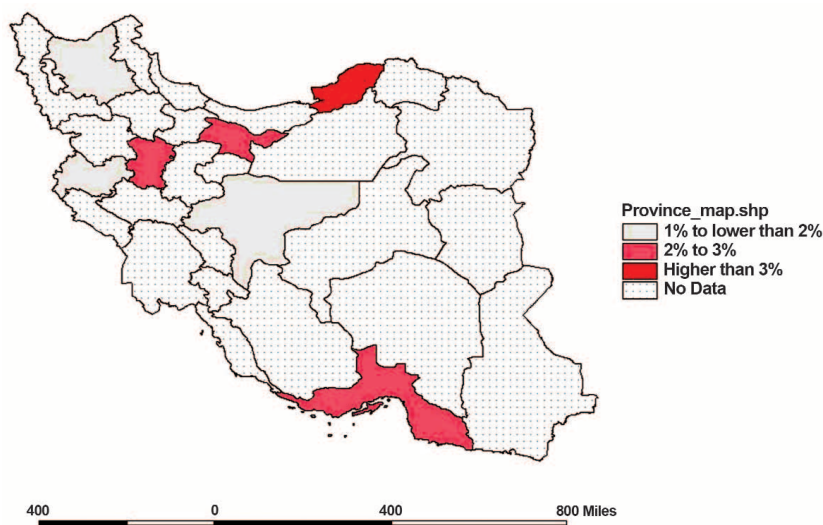 Province_map.shp
1% to lower than 2%
2% to 3%
Higher than 3%
No Data
400 0 400 800 Miles